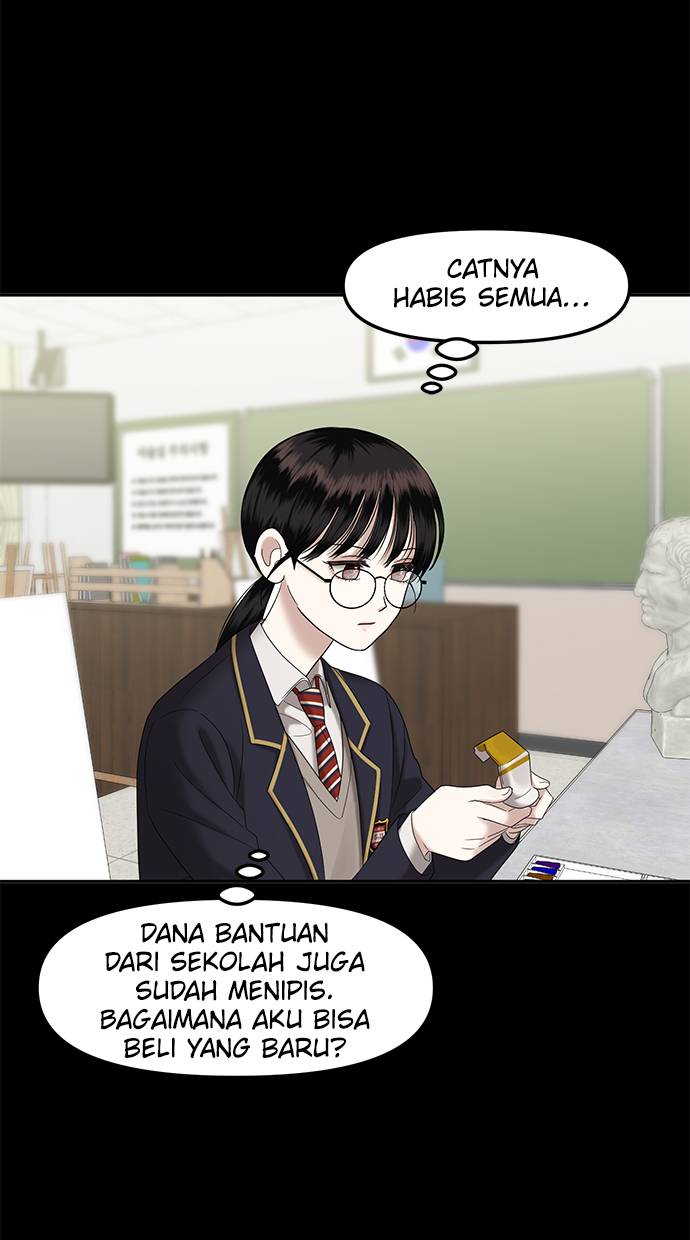 CATNYA
HABIS SEMUA...
DANA BANTUAN
DARI SEKOLAH JUGA
SUDAH MENIPIS.
BAGAIMANA AKU BISA
BELI YANG BARU?